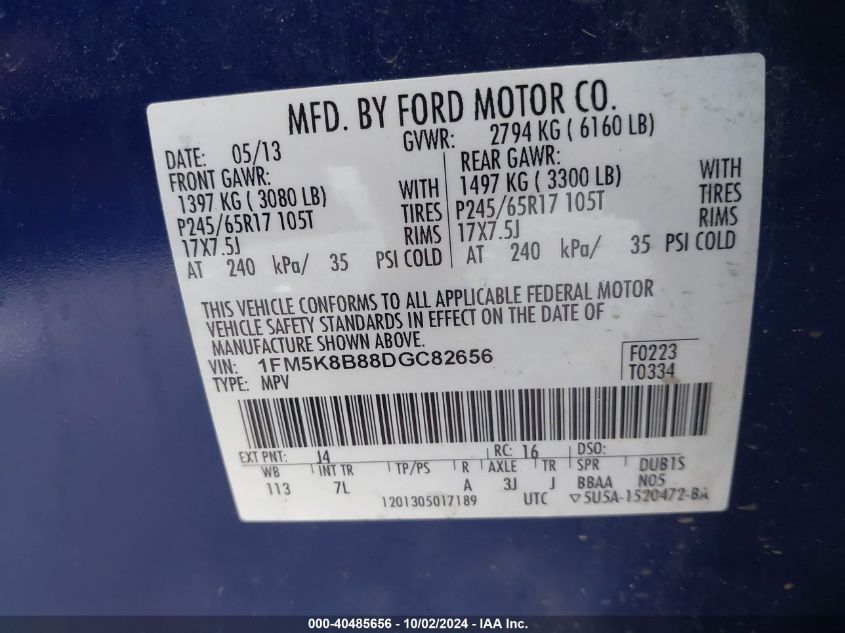 MFD. BY FORD MOTOR CO.
DATE: 05/13 GVWR: 2794 KG ( 6160 LB)
FRONT GAWR: REAR GAWR:
1397 KG ( 3080 LB) WITH 1497 KG ( 3300 LB) WITH
P245/65R17 105T TIRES P245/65R17 105T TIRES
17X7.5J RIMS 17X7.5J RIMS
AT 240 kPa/ 35 PSI COLD AT 240 kPa/ 35 PSI COLD
THIS VEHICLE CONFORMS TO ALL APPLICABLE FEDERAL MOTOR
VEHICLE SAFETY STANDARDS IN EFFECT ON THE DATE OF
MANUFACTURE SHOWN ABOVE.
VIN: 1FM5K8B88DGC82656 F0223
TYPE: MPV T0334
EXT PNT: J4 RC: 16 DSO:
WB INT TR TP/PS R AXLE TR SPR DUB1S
113 7L A 3J J BBAA N05
1201305017189 UTC ▽5U5A-1520472-BA
000-40485656 - 10/02/2024 - IAA Inc.